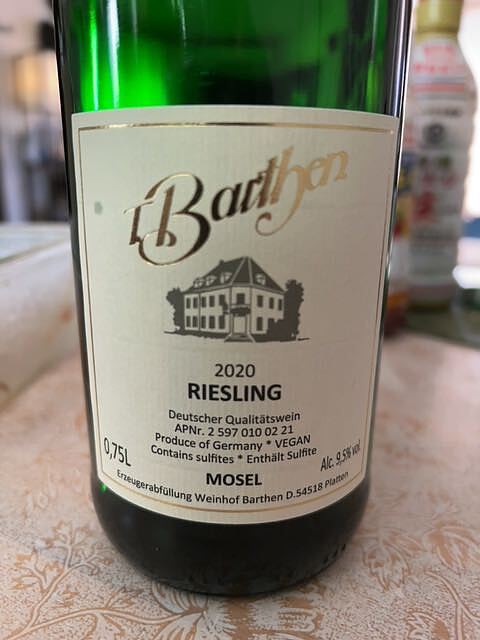 Barthen
2020
RIESLING
Deutscher Qualitätswein
APNr. 2 597 010 02 21
Produce of Germany * VEGAN
Contains sulfites * Enthält Sulfite
0,75L
Alc. 9,5% vol
MOSEL
Erzeugerabfüllung Weinhof Barthen D.54518 Platten